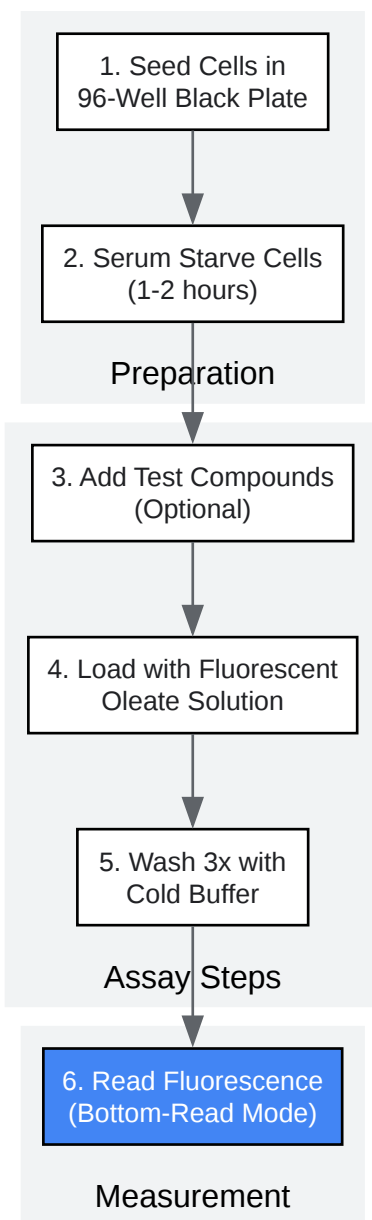 1. Seed Cells in
96-Well Black Plate
2. Serum Starve Cells
(1-2 hours)
Preparation
3. Add Test Compounds
(Optional)
4. Load with Fluorescent
Oleate Solution
5. Wash 3x with
Cold Buffer
Assay Steps
6. Read Fluorescence
(Bottom-Read Mode)
Measurement